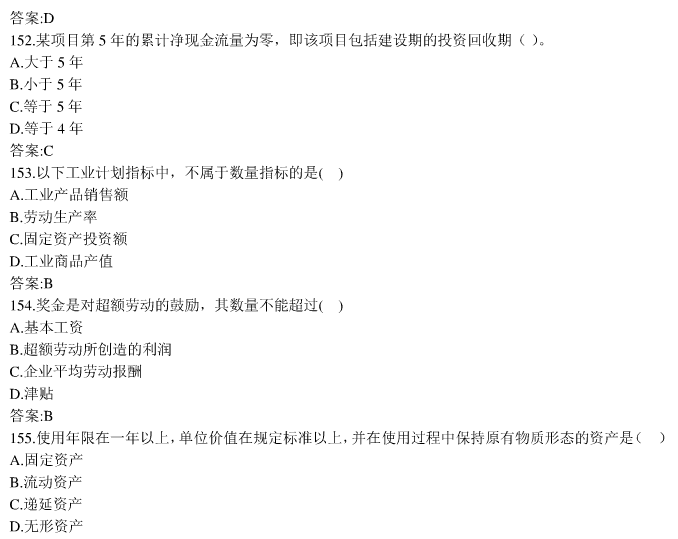 答案:D
152.某项目第 5 年的累计净现金流量为零，即该项目包括建设期的投资回收期（ ）。
A.大于 5 年
B.小于 5 年
C.等于 5 年
D.等于 4 年
答案:C
153.以下工业计划指标中，不属于数量指标的是( )
A.工业产品销售额
B.劳动生产率
C.固定资产投资额
D.工业商品产值
答案:B
154.奖金是对超额劳动的鼓励，其数量不能超过( )
A.基本工资
B.超额劳动所创造的利润
C.企业平均劳动报酬
D.津贴
答案:B
155.使用年限在一年以上，单位价值在规定标准以上，并在使用过程中保持原有物质形态的资产是（ ）
A.固定资产
B.流动资产
C.递延资产
D.无形资产